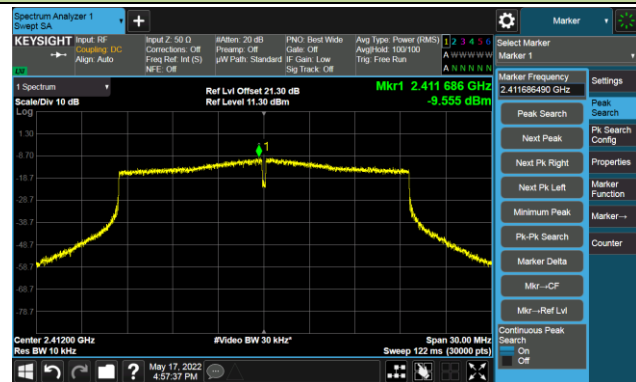 Spectrum Analyzer 1
Swept SA
Marker
KEYSIGHT
Input: RF
Coupling: DC
Align: Auto
Input Z: 50 Ω
Corrections: Off
Freq Ref: Int (S)
NFE: Off
#Atten: 20 dB
Preamp: Off
µW Path: Standard
PNO: Best Wide
Gate: Off
IF Gain: Low
Sig Track: Off
Avg Type: Power (RMS)
Avg|Hold: 100/100
Trig: Free Run
1 2 3 4 5 6
A W W W W W
A N N N N N
Select Marker
Marker 1
LW
1 Spectrum
Scale/Div 10 dB
Ref Lvl Offset 21.30 dB
Ref Level 11.30 dBm
Mkr1 2.411 686 GHz
-9.555 dBm
Log
1.30
-8.70
-18.7
-28.7
-38.7
-48.7
-58.7
-68.7
-78.7
1
Center 2.41200 GHz
Res BW 10 kHz
#Video BW 30 kHz*
Span 30.00 MHz
Sweep 122 ms (30000 pts)
Marker Frequency
2.411686490 GHz
Peak Search
Next Peak
Next Pk Right
Next Pk Left
Minimum Peak
Pk-Pk Search
Marker Delta
Mkr→CF
Mkr→Ref Lvl
Continuous Peak
Search
On
Off
Settings
Peak
Search
Pk Search
Config
Properties
Marker
Function
Marker→
Counter
May 17, 2022
4:57:37 PM